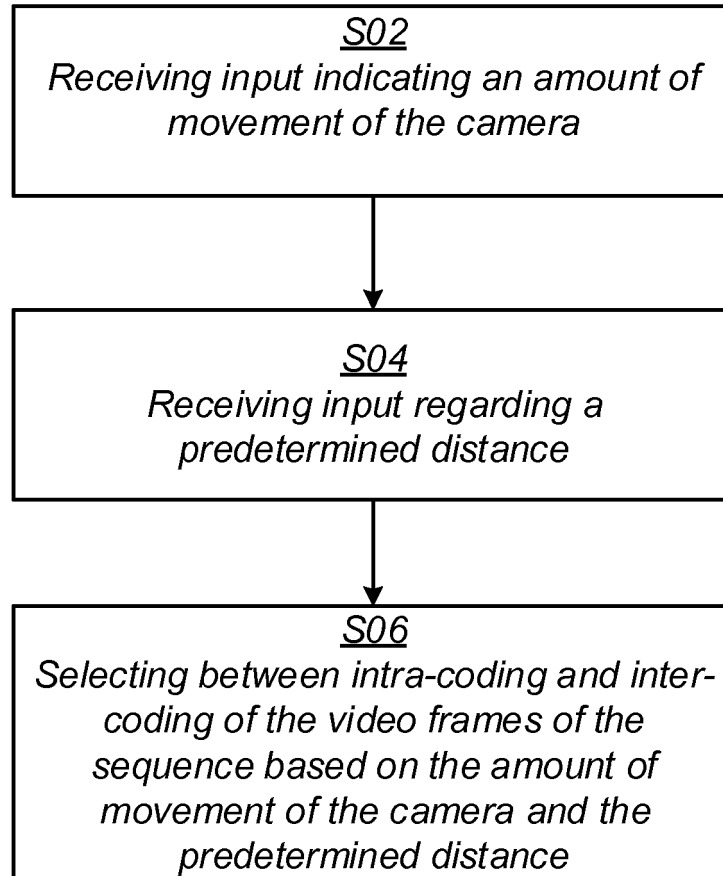 S02
Receiving input indicating an amount of
movement of the camera
S04
Receiving input regarding a
predetermined distance
S06
Selecting between intra-coding and inter-
coding of the video frames of the
sequence based on the amount of
movement of the camera and the
predetermined distance